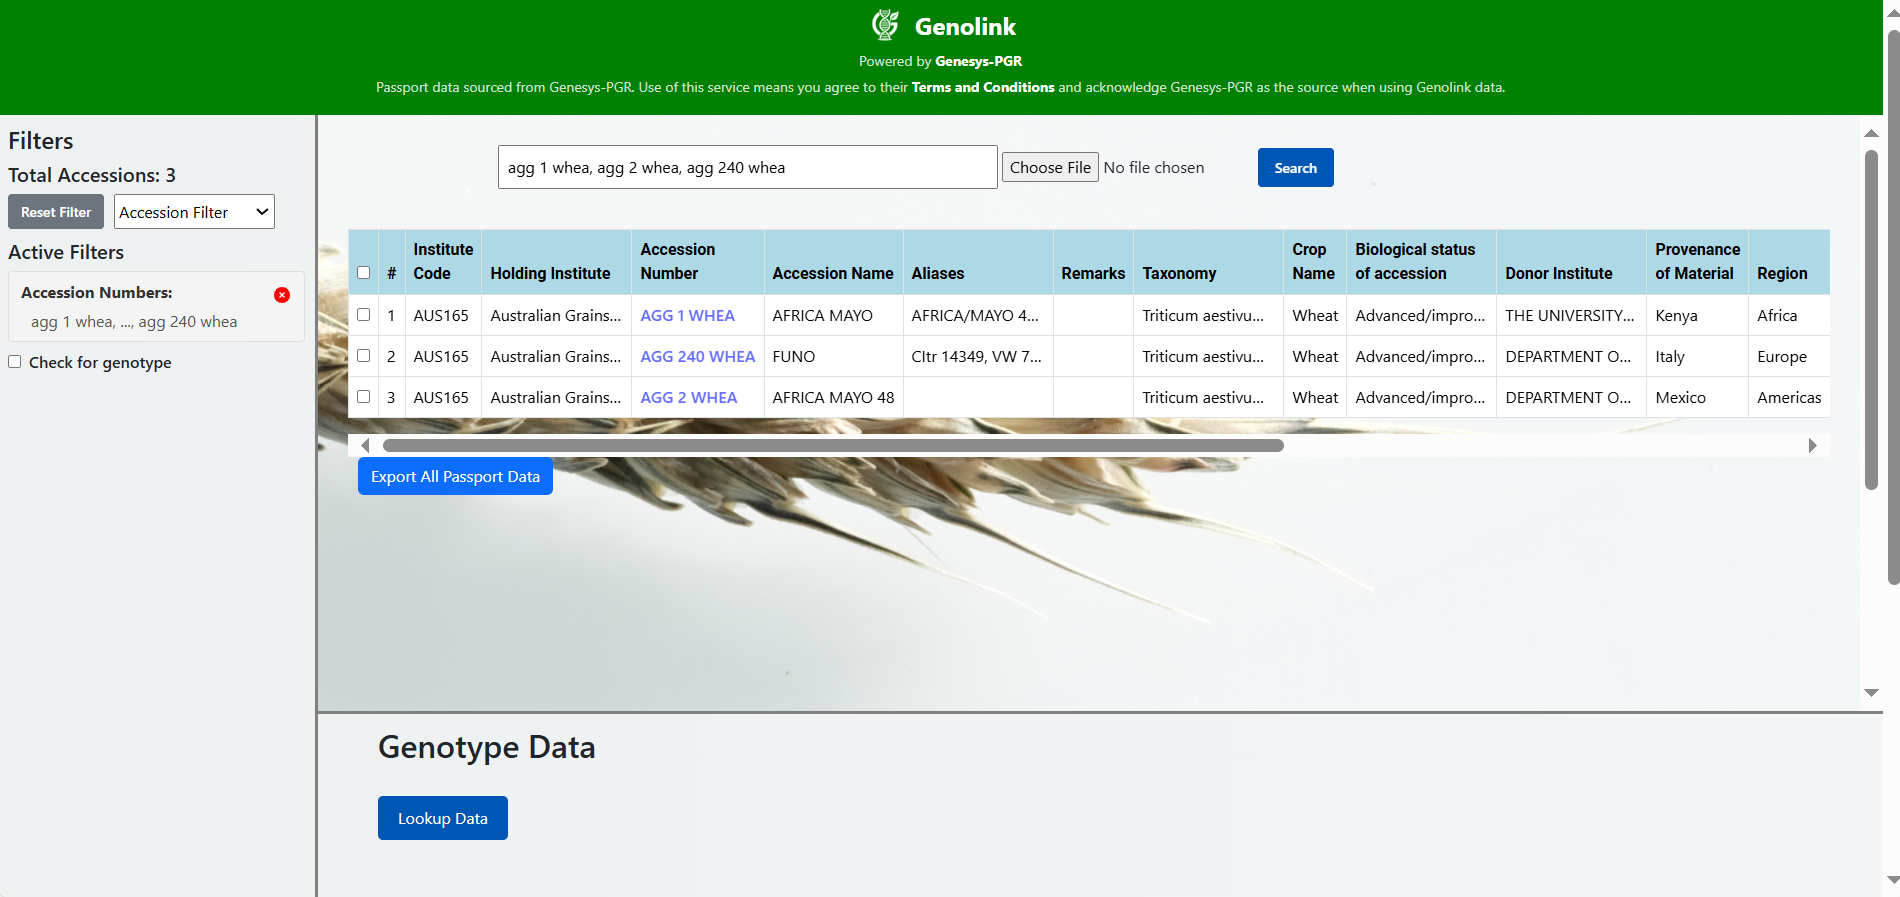 Genolink
Powered by Genesys-PGR
Passport data sourced from Genesys-PGR. Use of this service means you agree to their Terms and Conditions and acknowledge Genesys-PGR as the source when using Genolink data.
Filters
Total Accessions: 3
Reset Filter
Accession Filter
Active Filters
Accession Numbers:
agg 1 whea, ..., agg 240 whea
Check for genotype
agg 1 whea, agg 2 whea, agg 240 whea
Choose File No file chosen
Search
# Institute Code Holding Institute Accession Number Accession Name Aliases Remarks Taxonomy Crop Name Biological status of accession Donor Institute Provenance of Material Region
1 AUS165 Australian Grains... AGG 1 WHEA AFRICA MAYO AFRICA/MAYO 4... Triticum aestivu... Wheat Advanced/impro... THE UNIVERSITY... Kenya Africa
2 AUS165 Australian Grains... AGG 240 WHEA FUNO CItr 14349, VW 7... Triticum aestivu... Wheat Advanced/impro... DEPARTMENT O... Italy Europe
3 AUS165 Australian Grains... AGG 2 WHEA AFRICA MAYO 48 Triticum aestivu... Wheat Advanced/impro... DEPARTMENT O... Mexico Americas
Export All Passport Data
Genotype Data
Lookup Data